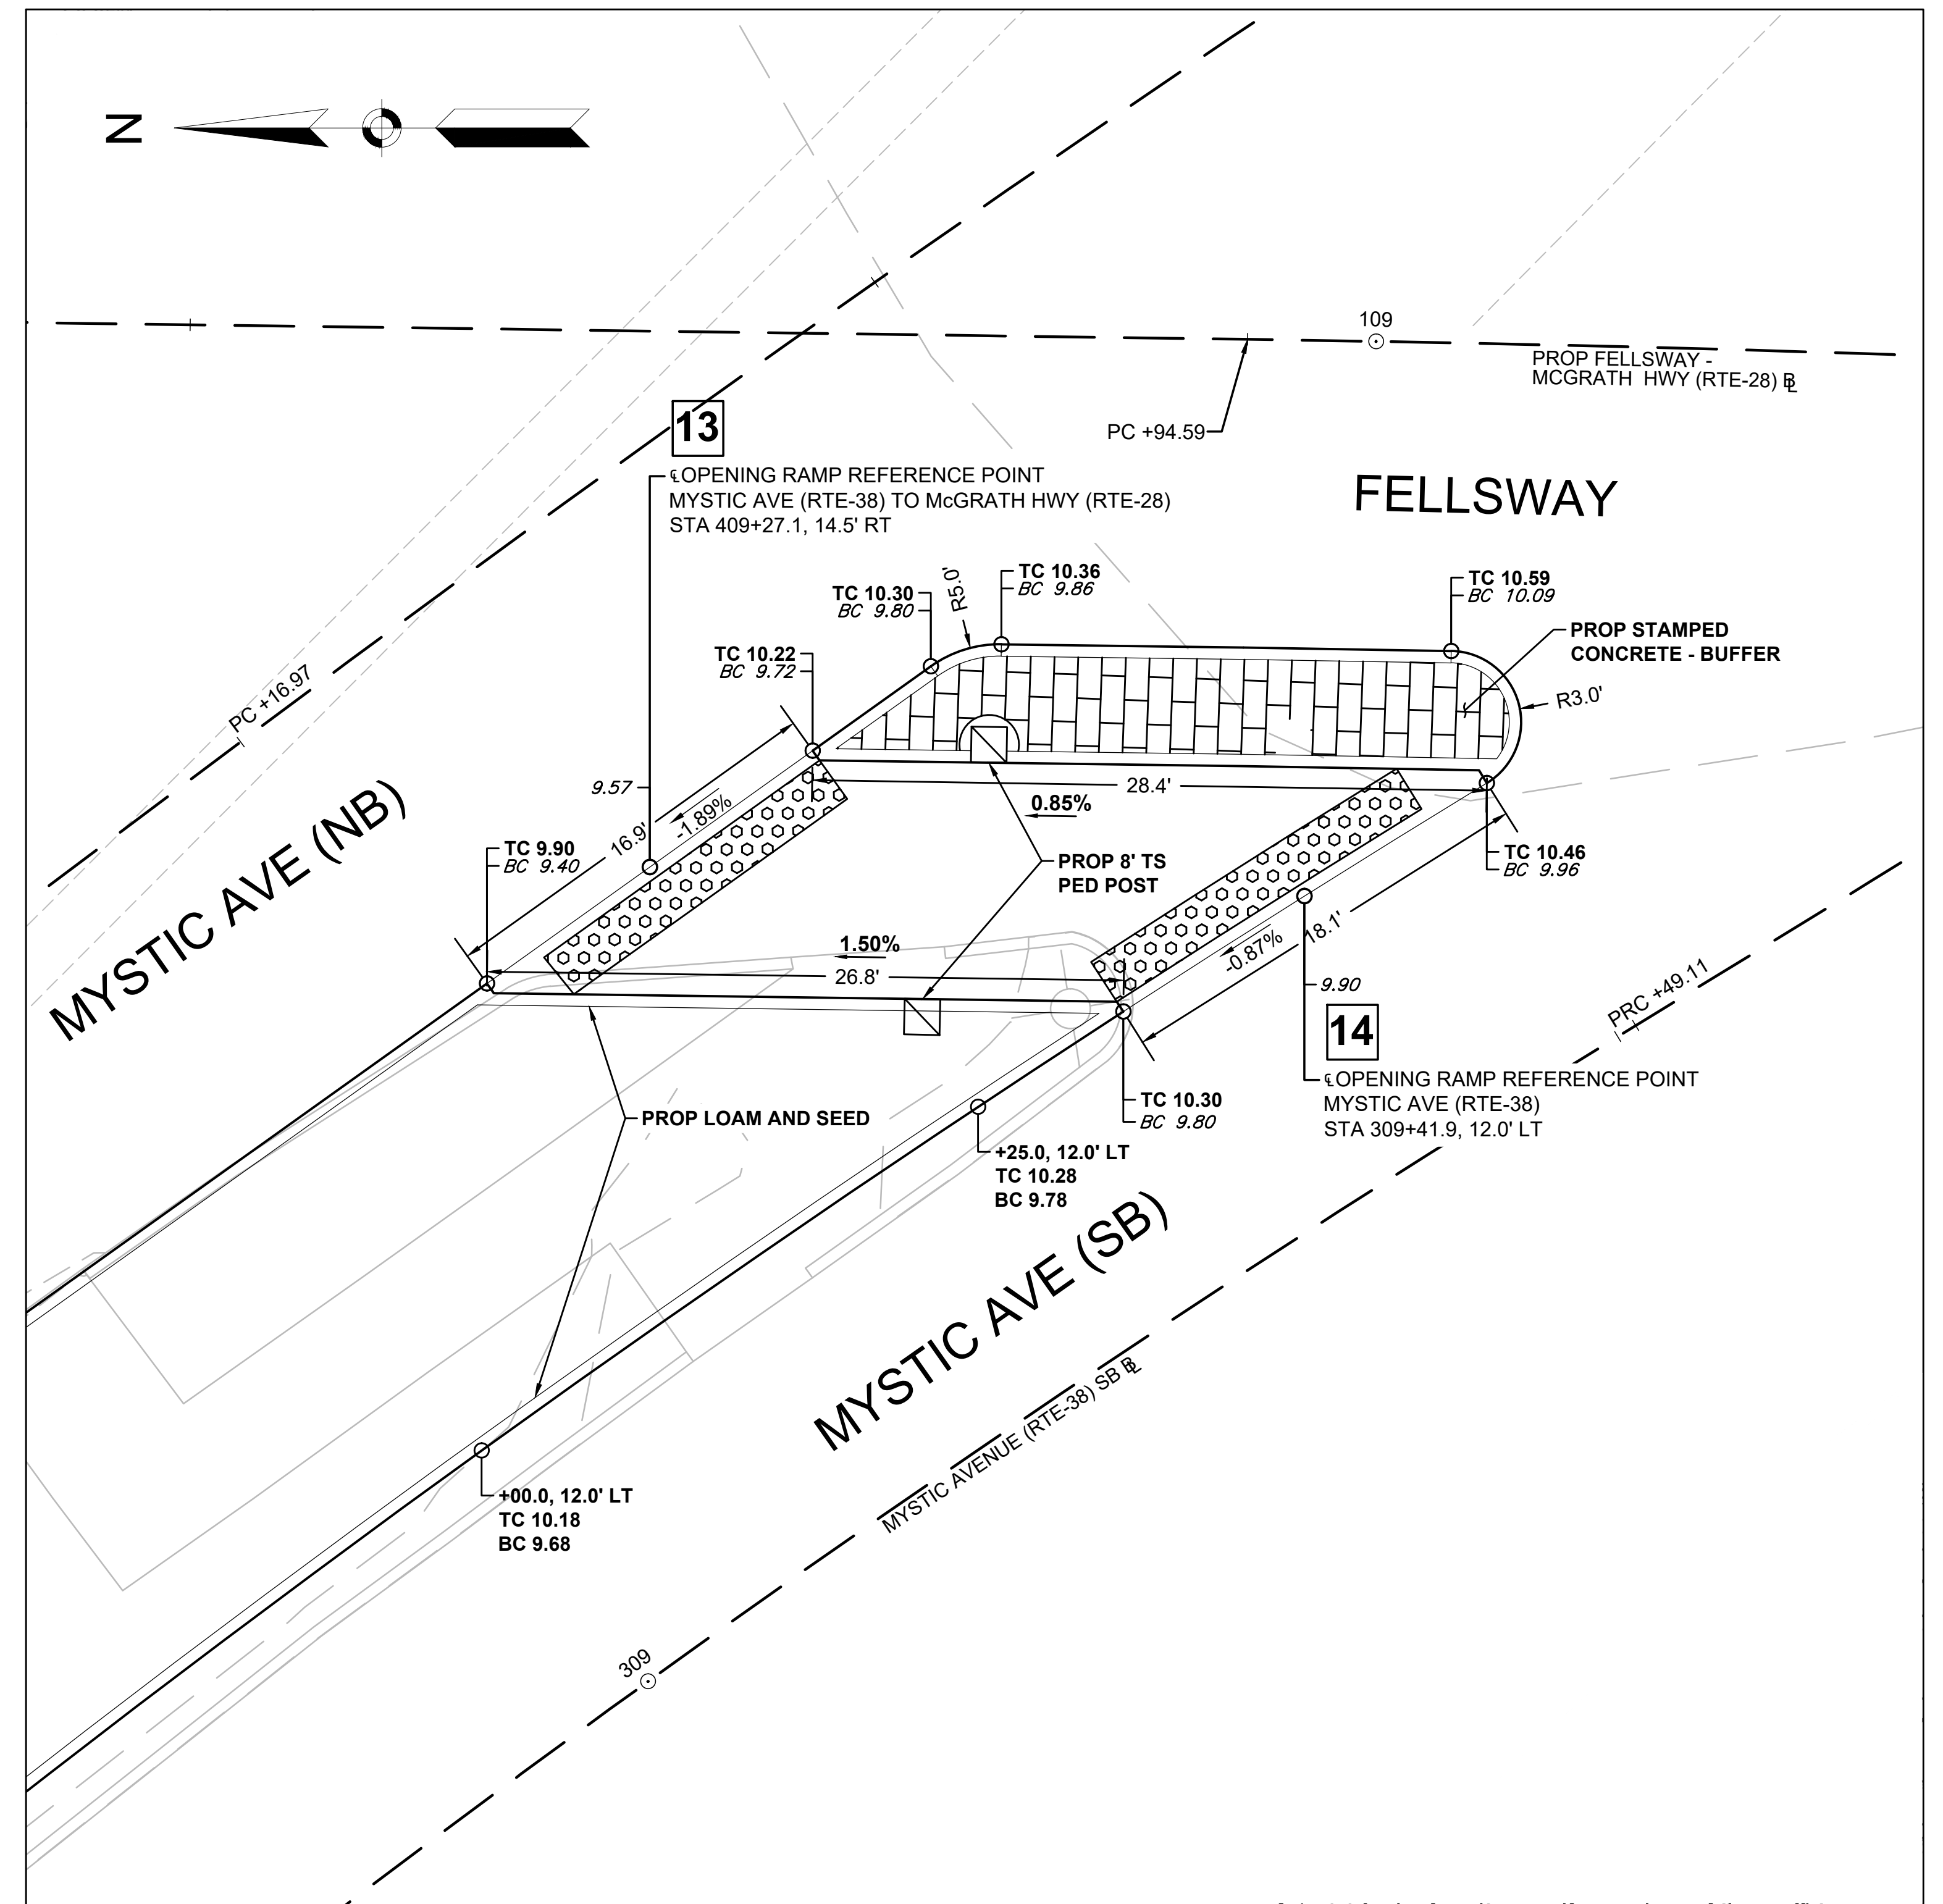 N
109
PROP FELLSWAY -
MCGRATH HWY (RTE-28) BL
PC +94.59
13
℄ OPENING RAMP REFERENCE POINT
MYSTIC AVE (RTE-38) TO McGRATH HWY (RTE-28)
STA 409+27.1, 14.5' RT
FELLSWAY
TC 10.36
BC 9.86
R5.0'
TC 10.30
BC 9.80
TC 10.59
BC 10.09
PROP STAMPED
CONCRETE - BUFFER
TC 10.22
BC 9.72
R3.0'
PC +16.97
9.57
28.4'
-1.89%
0.85%
16.9'
MYSTIC AVE (NB)
TC 9.90
BC 9.40
PROP 8' TS
PED POST
TC 10.46
BC 9.96
18.1'
-0.87%
1.50%
26.8'
9.90
PRC +49.11
14
℄ OPENING RAMP REFERENCE POINT
MYSTIC AVE (RTE-38)
STA 309+41.9, 12.0' LT
TC 10.30
BC 9.80
PROP LOAM AND SEED
+25.0, 12.0' LT
TC 10.28
BC 9.78
MYSTIC AVE (SB)
MYSTIC AVENUE (RTE-38) SB BL
+00.0, 12.0' LT
TC 10.18
BC 9.68
309